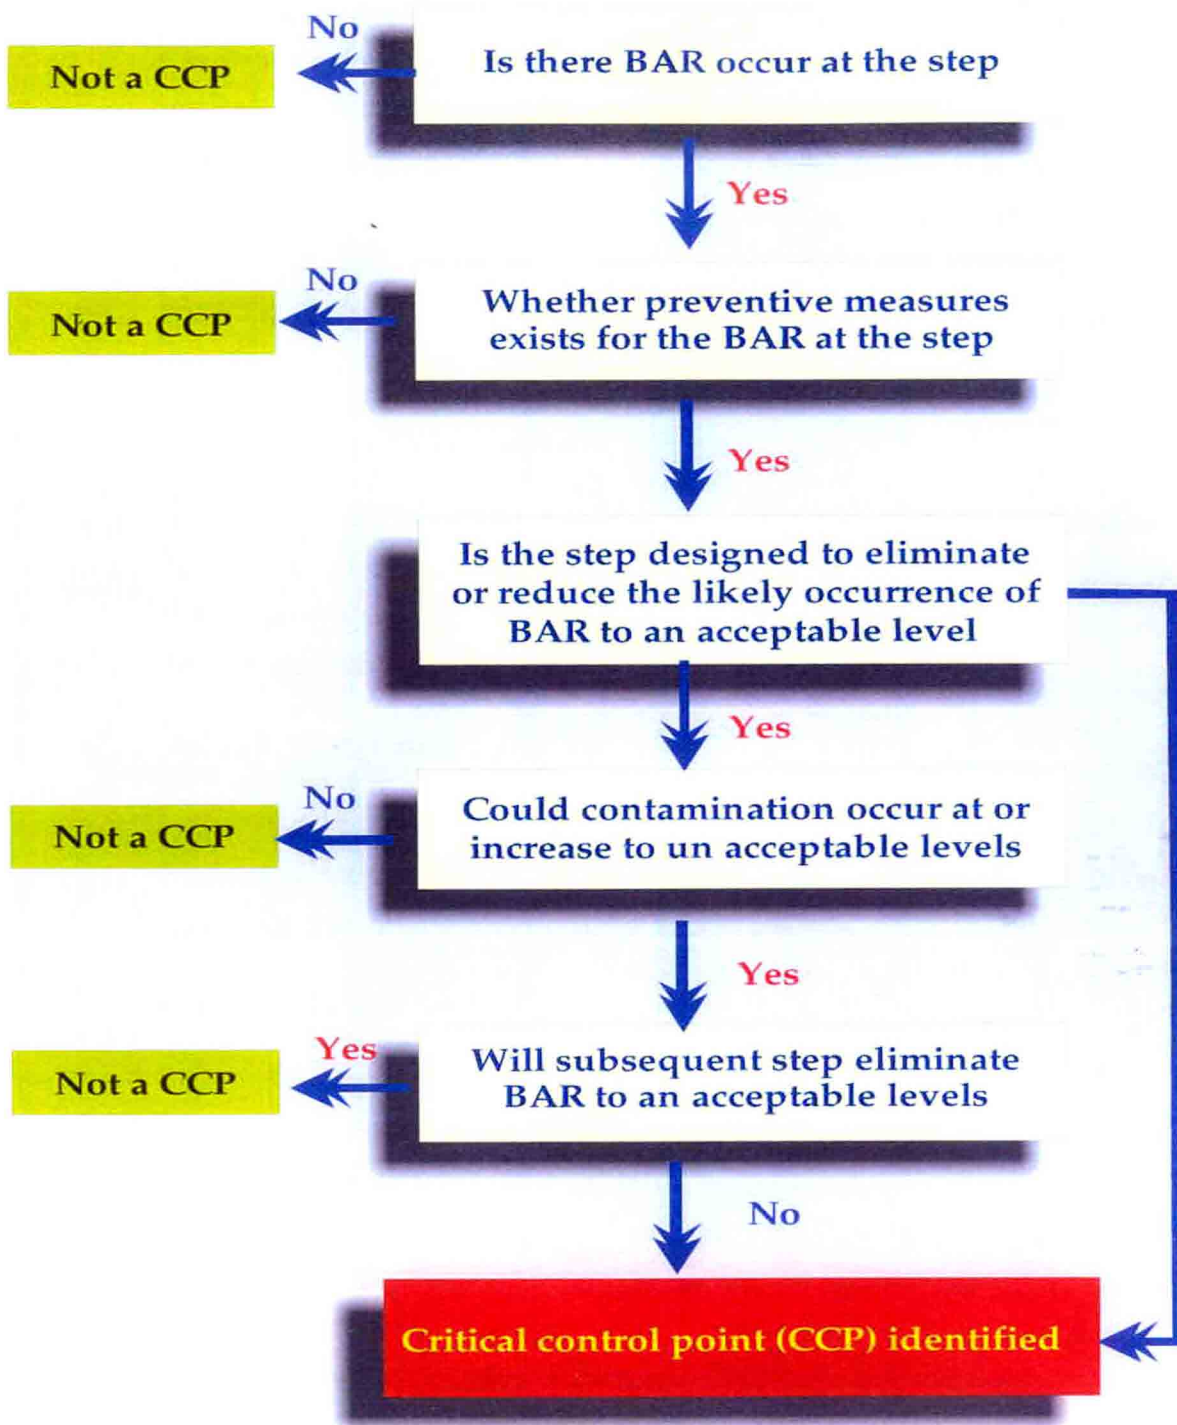 No
Not a CCP
Is there BAR occur at the step
Yes
No
Not a CCP
Whether preventive measures
exists for the BAR at the step
Yes
Is the step designed to eliminate
or reduce the likely occurrence of
BAR to an acceptable level
Yes
No
Not a CCP
Could contamination occur at or
increase to un acceptable levels
Yes
Yes
Not a CCP
Will subsequent step eliminate
BAR to an acceptable levels
No
Critical control point (CCP) identified